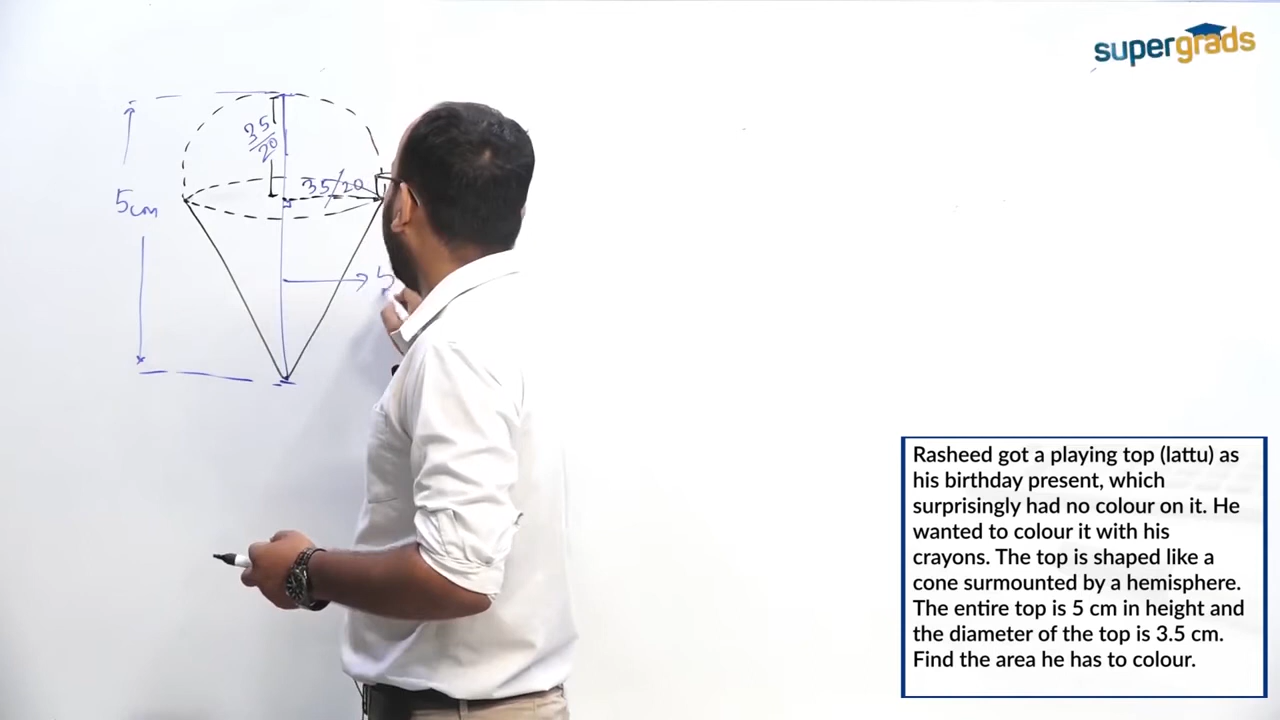 supergrads
35
20
35/20
5cm
5
Rasheed got a playing top (lattu) as
his birthday present, which
surprisingly had no colour on it. He
wanted to colour it with his
crayons. The top is shaped like a
cone surmounted by a hemisphere.
The entire top is 5 cm in height and
the diameter of the top is 3.5 cm.
Find the area he has to colour.